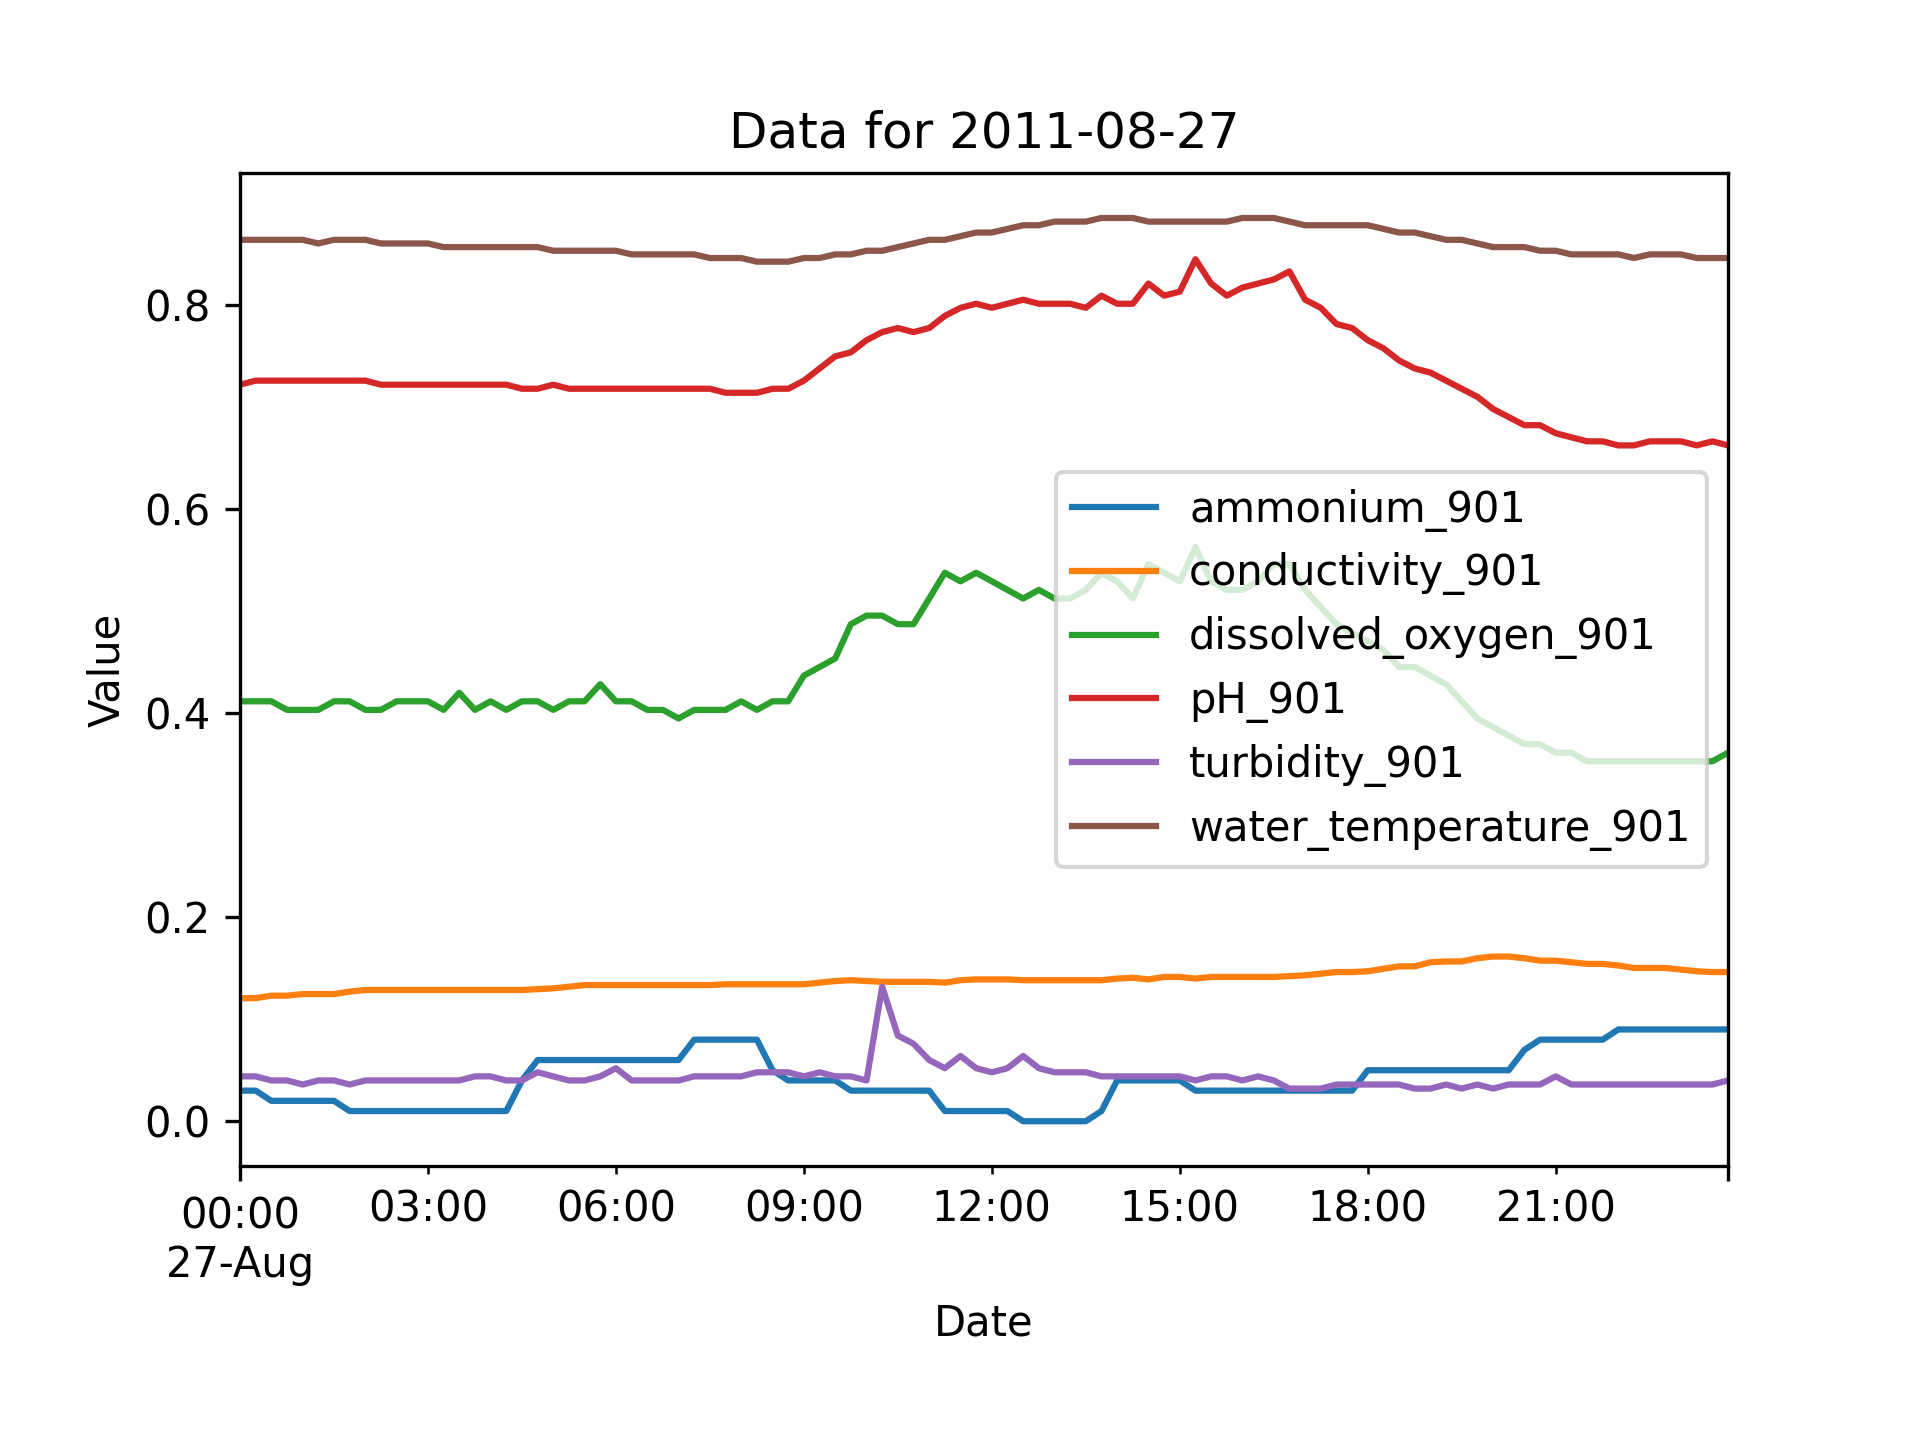 Data for 2011-08-27
Value
0.8
0.6
0.4
0.2
0.0
ammonium_901
conductivity_901
dissolved_oxygen_901
pH_901
turbidity_901
water_temperature_901
00:00 03:00 06:00 09:00 12:00 15:00 18:00 21:00
27-Aug
Date